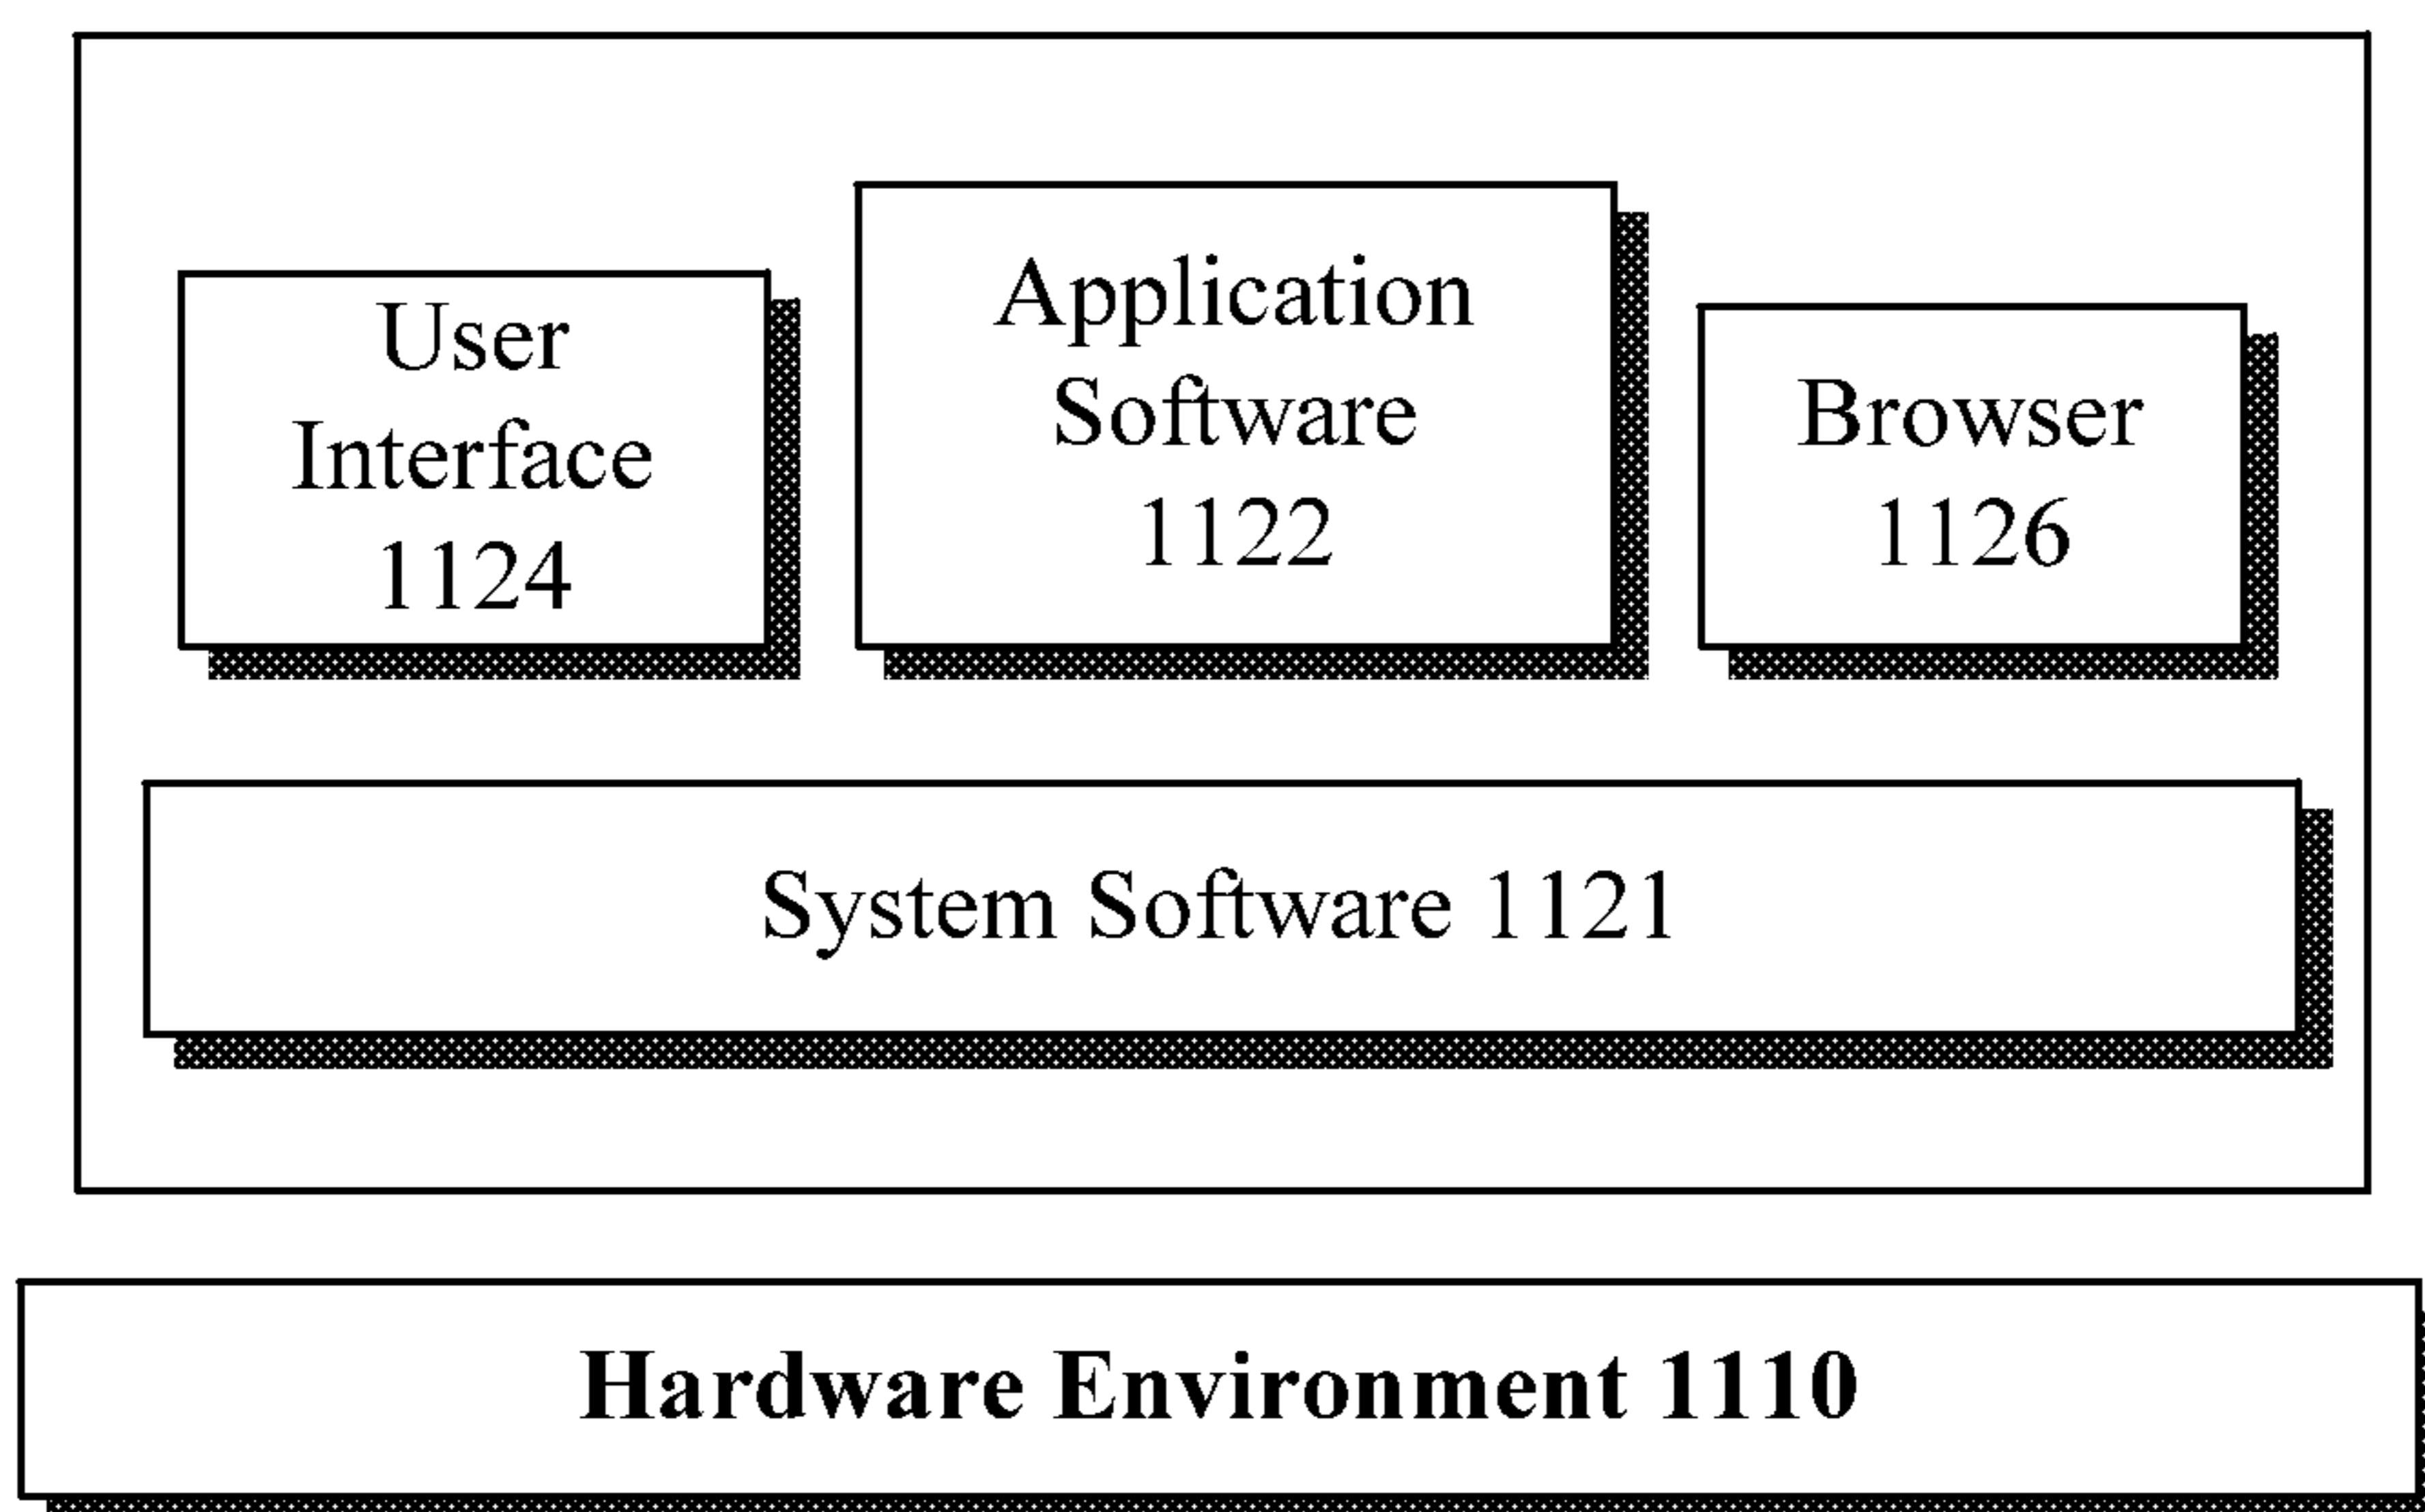 User
Interface
1124
Application
Software
1122
Browser
1126
System Software 1121
Hardware Environment 1110